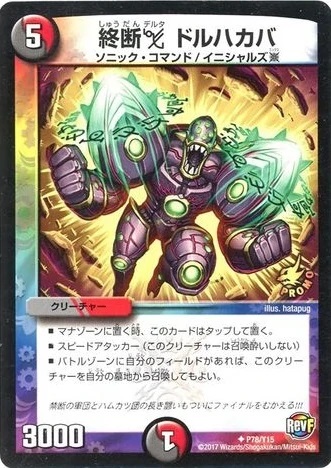 しゅう だん デルタ
5
終断δ ドルハカバ
ソニック・コマンド / イニシャルズ
PROMO
illus. hatapug
クリーチャー
■ マナゾーンに置く時、このカードはタップして置く。
■ スピードアタッカー (このクリーチャーは召喚酔いしない)
■ バトルゾーンに自分のフィールドがあれば、このクリーチャーを自分の墓地から召喚してもよい。
禁断の軍団とハムカツ団の長き闘いもついにファイナルをむかえる!!!
3000
1
RevF
P78/Y15
©2017 Wizards/Shogakukan/Mitsui-Kids